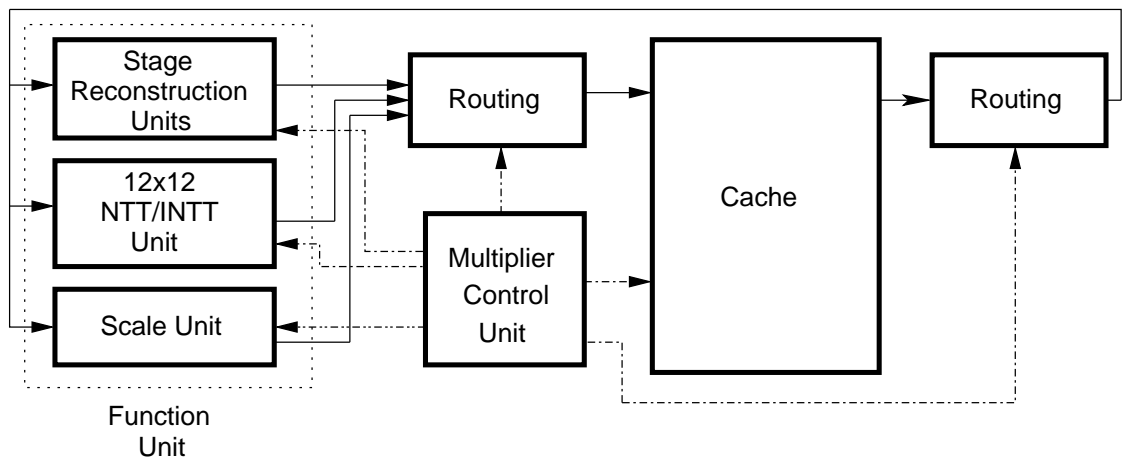 Stage
Reconstruction
Units
12x12
NTT/INTT
Unit
Scale Unit
Function
Unit
Routing
Multiplier
Control
Unit
Cache
Routing